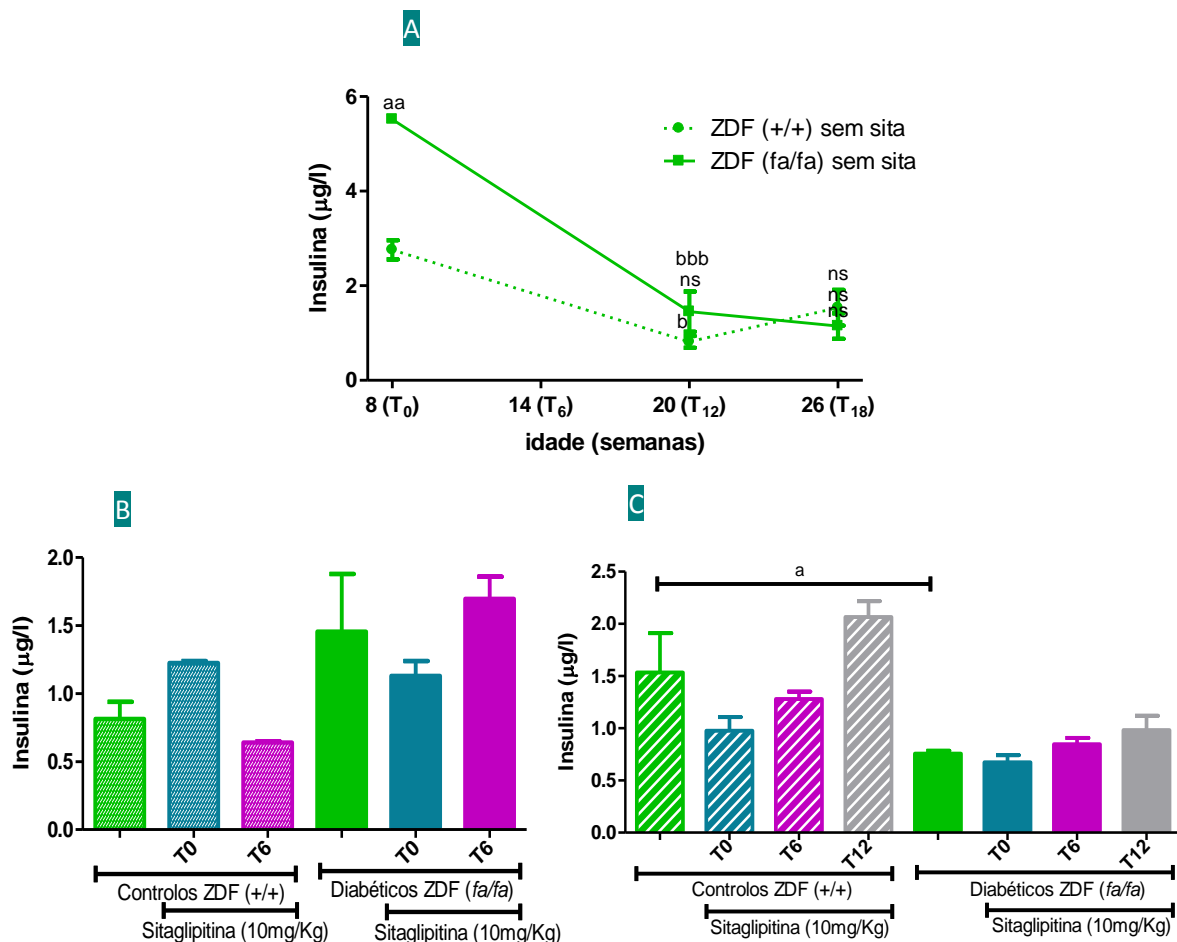 A
Insulina (µg/l)
6
4
2
0
aa
bbb
ns
b
ns
ns
ns
ZDF (+/+) sem sita
ZDF (fa/fa) sem sita
8 (T0)
14 (T6)
20 (T12)
26 (T18)
idade (semanas)
B
Insulina (µg/l)
2.0
1.5
1.0
0.5
0.0
T0
T6
T0
T6
Controlos ZDF (+/+)
Diabéticos ZDF (fa/fa)
Sitaglipitina (10mg/Kg)
Sitaglipitina (10mg/Kg)
C
Insulina (µg/l)
2.5
2.0
1.5
1.0
0.5
0.0
a
T0
T6
T12
T0
T6
T12
Controlos ZDF (+/+)
Diabéticos ZDF (fa/fa)
Sitaglipitina (10mg/Kg)
Sitaglipitina (10mg/Kg)